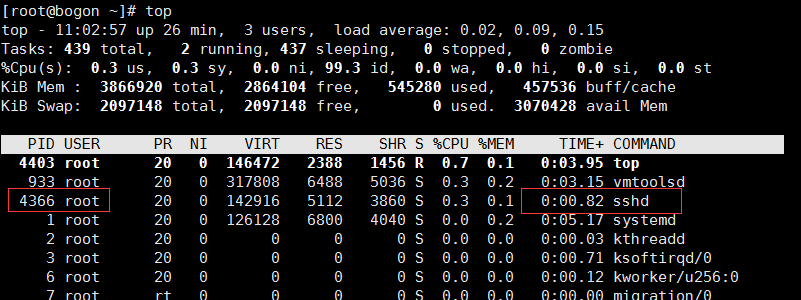 [root@bogon ~]# top
top - 11:02:57 up 26 min,  3 users,  load average: 0.02, 0.09, 0.15
Tasks: 439 total,   2 running, 437 sleeping,   0 stopped,   0 zombie
%Cpu(s):  0.3 us,  0.3 sy,  0.0 ni, 99.3 id,  0.0 wa,  0.0 hi,  0.0 si,  0.0 st
KiB Mem :  3866920 total,  2864104 free,   545280 used,   457536 buff/cache
KiB Swap:  2097148 total,  2097148 free,        0 used.  3070428 avail Mem
PID USER      PR  NI    VIRT    RES    SHR S %CPU %MEM     TIME+ COMMAND
4403 root      20   0  146472   2388   1456 R  0.7  0.1   0:03.95 top
933 root      20   0  317808   6488   5036 S  0.3  0.2   0:03.15 vmtoolsd
4366 root      20   0  142916   5112   3860 S  0.3  0.1   0:00.82 sshd
1 root      20   0  126128   6800   4040 S  0.0  0.2   0:05.17 systemd
2 root      20   0       0      0      0 S  0.0  0.0   0:00.03 kthreadd
3 root      20   0       0      0      0 S  0.0  0.0   0:00.71 ksoftirqd/0
6 root      20   0       0      0      0 S  0.0  0.0   0:00.12 kworker/u256:0
7 root      rt   0       0      0      0 S  0.0  0.0   0:00.00 migration/0